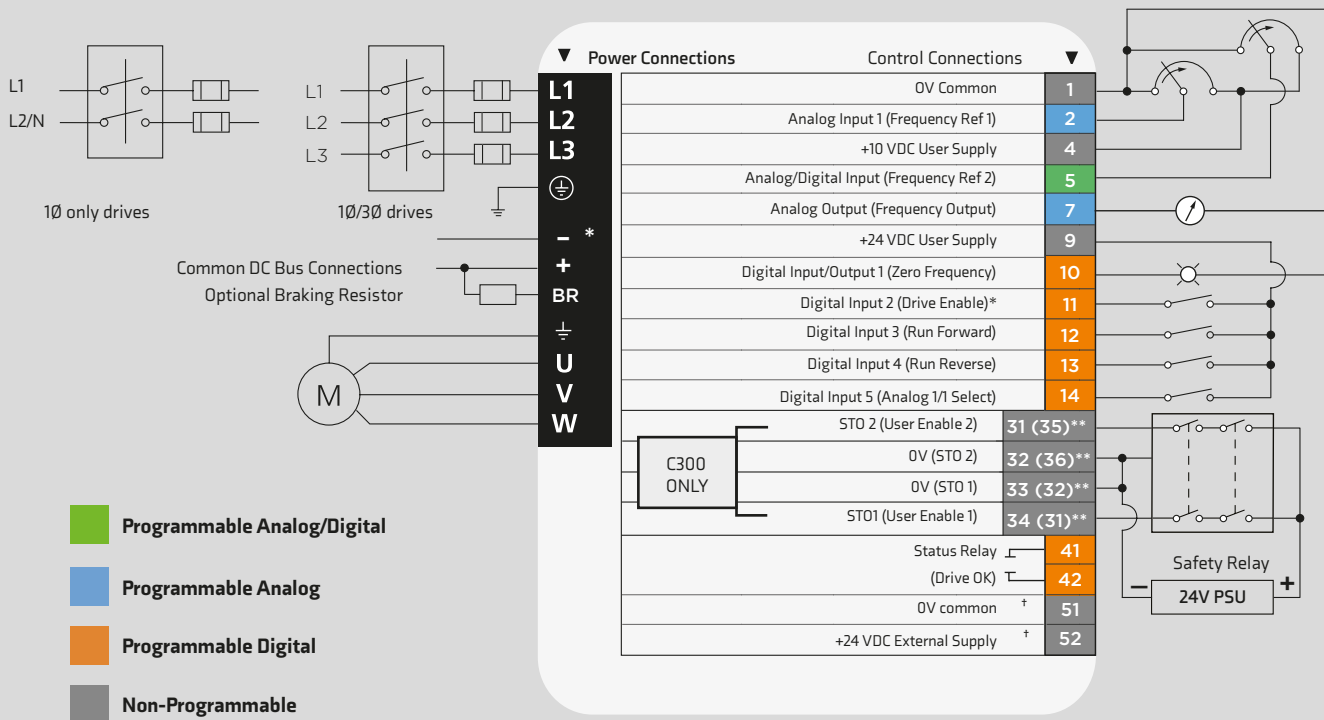 ▼ Power Connections
Control Connections ▼
L1
L2/N
1Ø only drives
L1
L2
L3
1Ø/3Ø drives
L1
L2
L3
- *
+
BR
U
V
W
Common DC Bus Connections
Optional Braking Resistor
M
0V Common 1
Analog Input 1 (Frequency Ref 1) 2
+10 VDC User Supply 4
Analog/Digital Input (Frequency Ref 2) 5
Analog Output (Frequency Output) 7
+24 VDC User Supply 9
Digital Input/Output 1 (Zero Frequency) 10
Digital Input 2 (Drive Enable)* 11
Digital Input 3 (Run Forward) 12
Digital Input 4 (Run Reverse) 13
Digital Input 5 (Analog 1/1 Select) 14
C300
ONLY
STO 2 (User Enable 2) 31 (35)**
0V (STO 2) 32 (36)**
0V (STO 1) 33 (32)**
STO1 (User Enable 1) 34 (31)**
Status Relay 41
(Drive OK) 42
0V common † 51
+24 VDC External Supply † 52
Safety Relay
− 24V PSU +
Programmable Analog/Digital
Programmable Analog
Programmable Digital
Non-Programmable